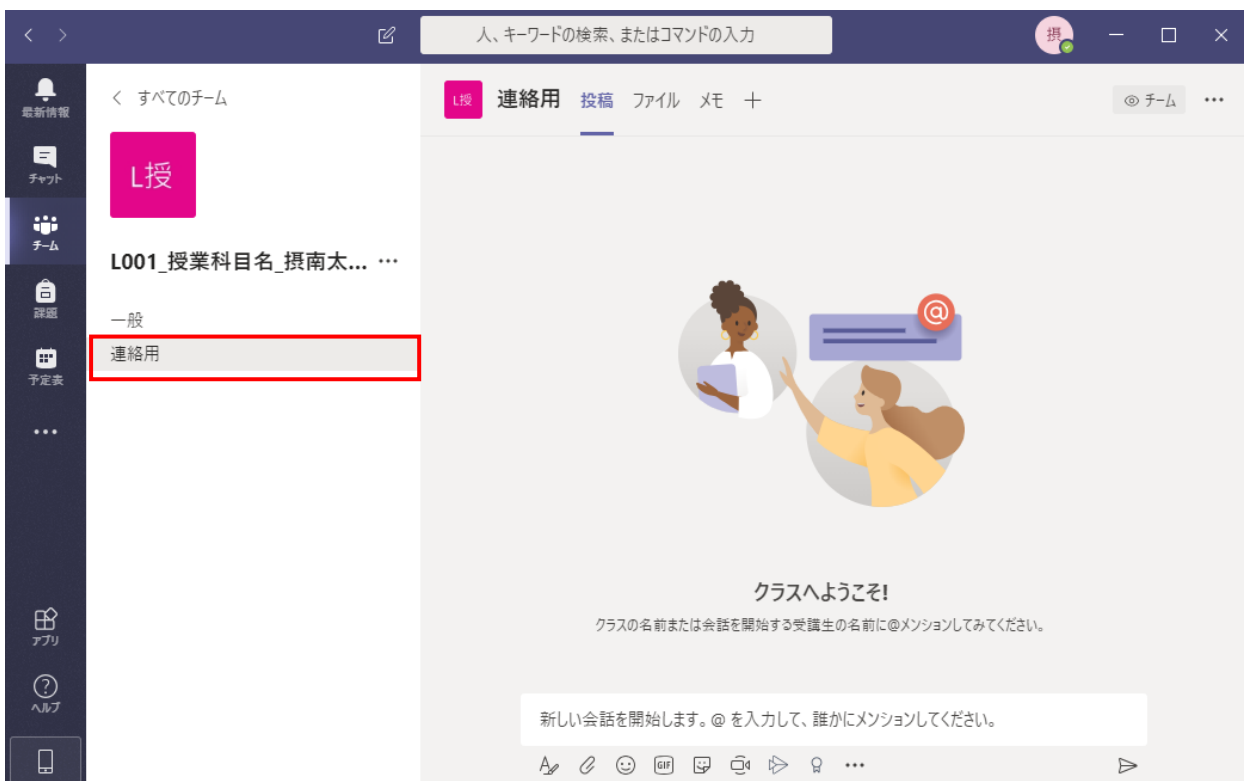 人、キーワードの検索、またはコマンドの入力
摂
最新情報
チャット
チーム
課題
予定表
アプリ
ヘルプ
すべてのチーム
L授
L001_授業科目名_摂南太... …
一般
連絡用
L授 連絡用 投稿 ファイル メモ
チーム
@
クラスへようこそ!
クラスの名前または会話を開始する受講生の名前に@メンションしてみてください。
新しい会話を開始します。@ を入力して、誰かにメンションしてください。
GIF